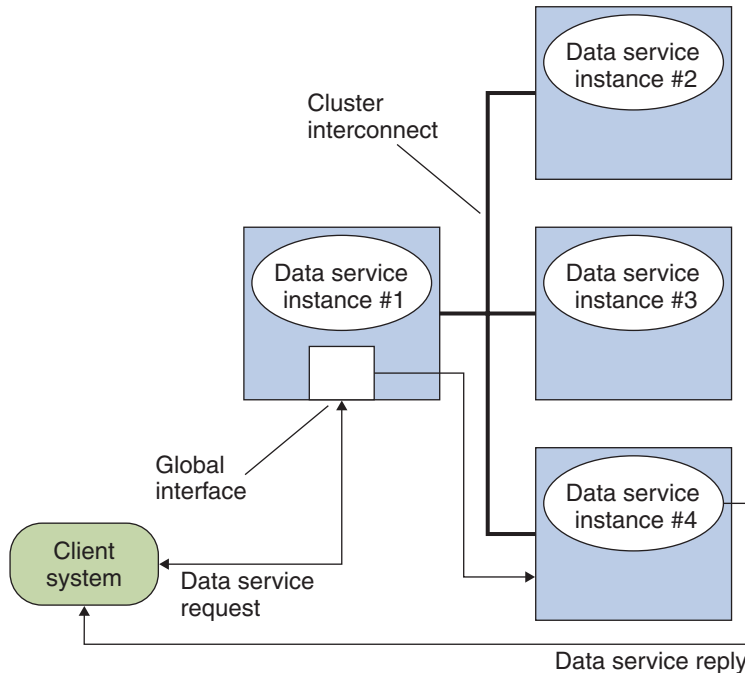 Data service
instance #2
Cluster
interconnect
Data service
instance #1
Data service
instance #3
Global
interface
Data service
instance #4
Client
system
Data service
request
Data service reply